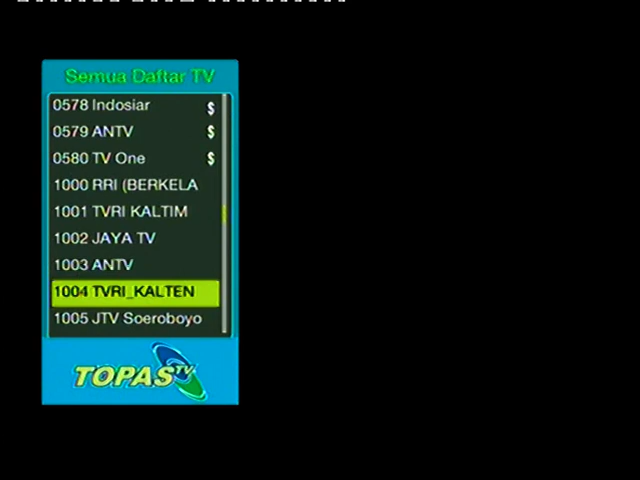 Semua Daftar TV
0578 Indosiar $
0579 ANTV $
0580 TV One $
1000 RRI (BERKELA
1001 TVRI KALTIM
1002 JAYA TV
1003 ANTV
1004 TVRI_KALTEN
1005 JTV Soeroboyo
TOPAS TV